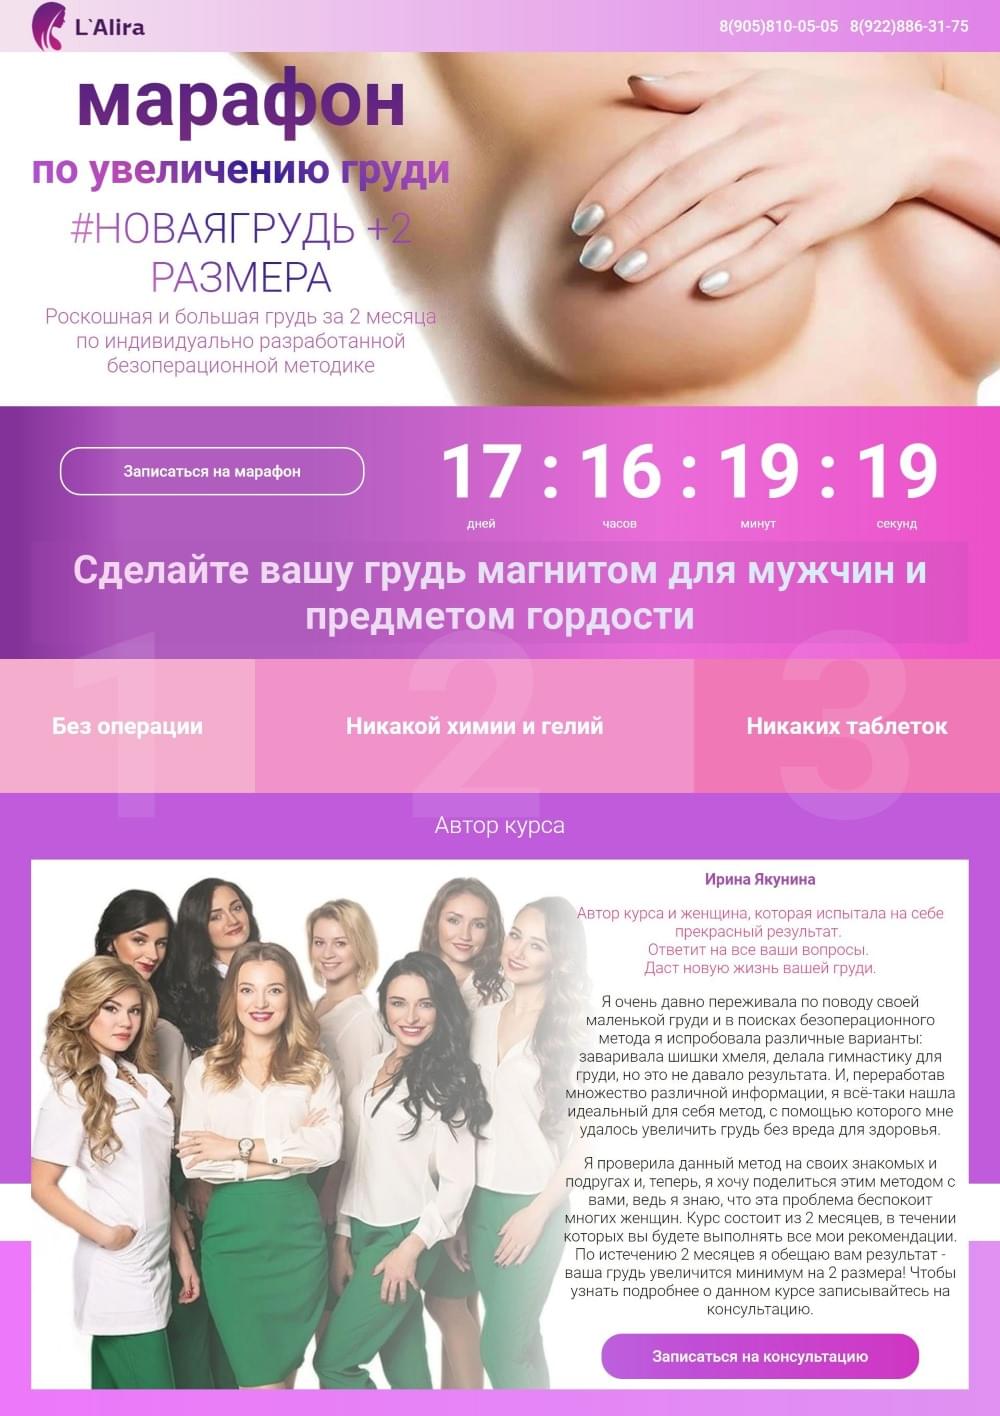 L`Alira
8(905)810-05-05 8(922)886-31-75
марафон
по увеличению груди
#НОВАЯГРУДЬ +2
РАЗМЕРА
Роскошная и большая грудь за 2 месяца
по индивидуально разработанной
безоперационной методике
Записаться на марафон
17 : 16 : 19 : 19
дней часов минут секунд
Сделайте вашу грудь магнитом для мужчин и
предметом гордости
1 2 3
Без операции Никакой химии и гелий Никаких таблеток
Автор курса
Ирина Якунина
Автор курса и женщина, которая испытала на себе
прекрасный результат.
Ответит на все ваши вопросы.
Даст новую жизнь вашей груди.
Я очень давно переживала по поводу своей
маленькой груди и в поисках безоперационного
метода я испробовала различные варианты:
заваривала шишки хмеля, делала гимнастику для
груди, но это не давало результата. И, переработав
множество различной информации, я всё-таки нашла
идеальный для себя метод, с помощью которого мне
удалось увеличить грудь без вреда для здоровья.
Я проверила данный метод на своих знакомых и
подругах и, теперь, я хочу поделиться этим методом с
вами, ведь я знаю, что эта проблема беспокоит
многих женщин. Курс состоит из 2 месяцев, в течении
которых вы будете выполнять все мои рекомендации.
По истечению 2 месяцев я обещаю вам результат -
ваша грудь увеличится минимум на 2 размера! Чтобы
узнать подробнее о данном курсе записывайтесь на
консультацию.
Записаться на консультацию